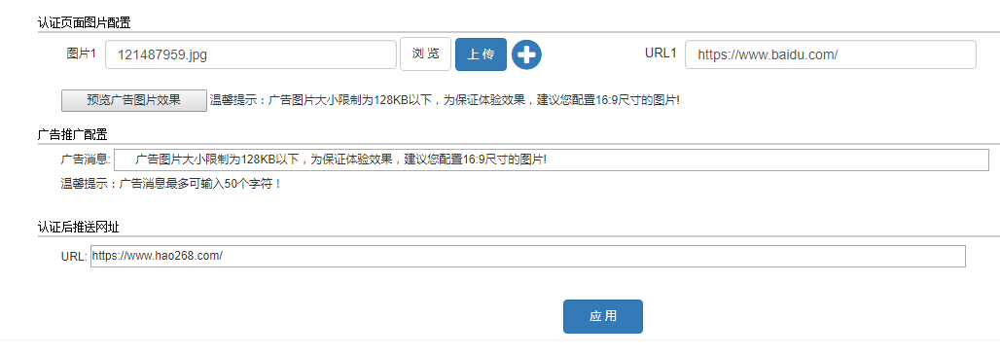 认证页面图片配置
图片1 121487959.jpg 浏 览 上 传 URL1 https://www.baidu.com/
预览广告图片效果 温馨提示：广告图片大小限制为128KB以下，为保证体验效果，建议您配置16:9尺寸的图片!
广告推广配置
广告消息: 广告图片大小限制为128KB以下，为保证体验效果，建议您配置16:9尺寸的图片!
温馨提示：广告消息最多可输入50个字符！
认证后推送网址
URL: https://www.hao268.com/
应 用